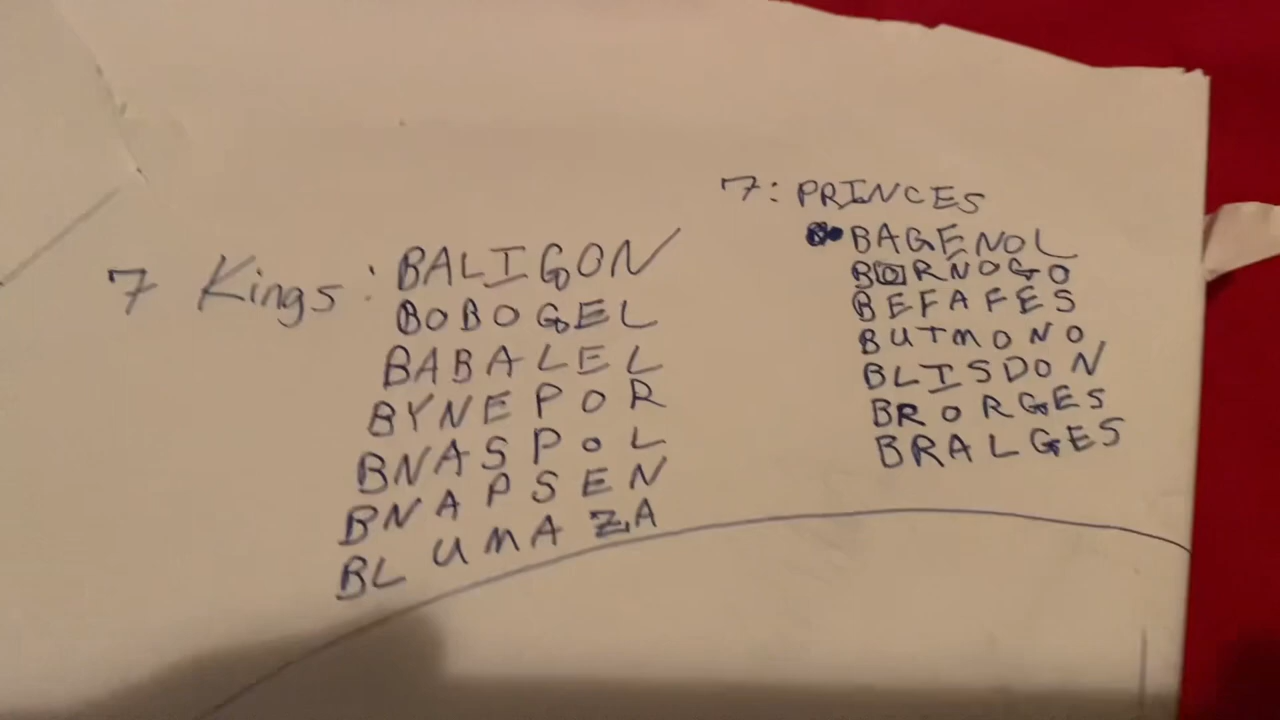 7 Kings: BALIGON
BOBOGEL
BABALEL
BYNEPOR
BNASPOL
BNAPSEN
BLUMAZA
7: PRINCES
BAGENOL
BORNOGO
BEFAFES
BUTMONO
BLISDON
BRORGES
BRALGES